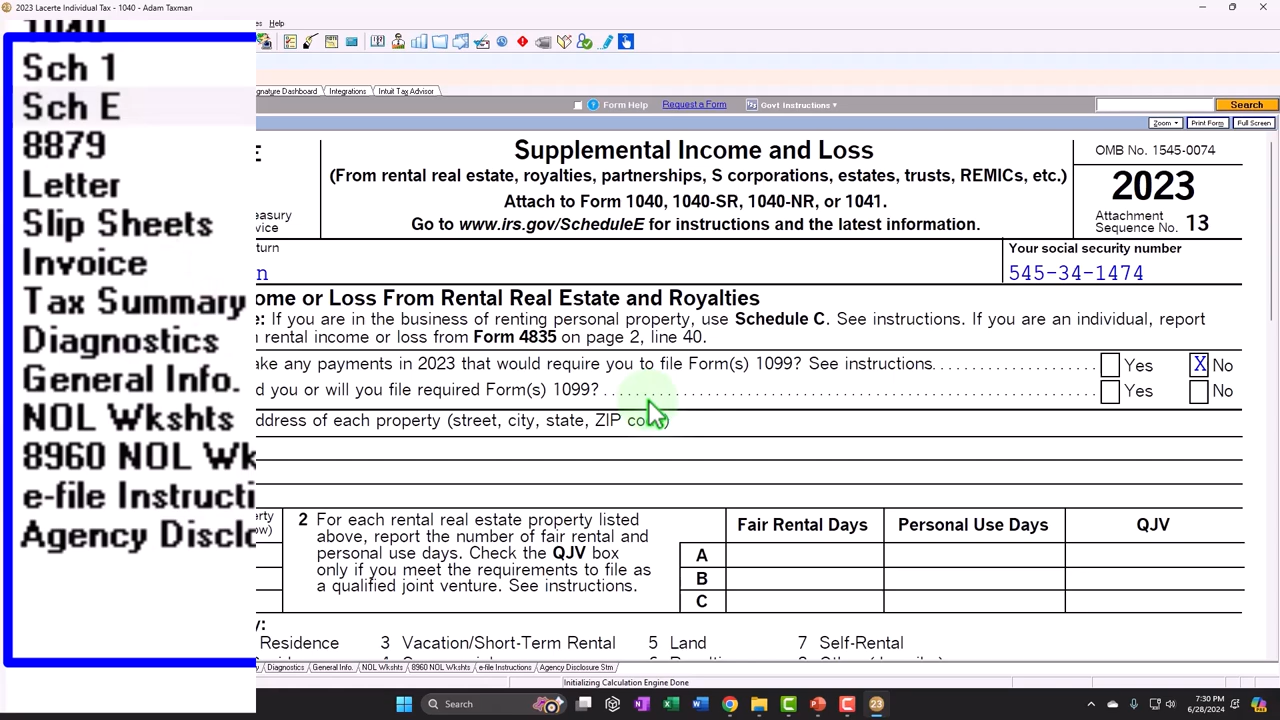 2023 Lacerte Individual Tax - 1040 - Adam Taxman
Help
1040
Sch 1
Sch E
8879
Letter
Slip Sheets
Invoice
Tax Summary
Diagnostics
General Info.
NOL Wkshts
8960 NOL Wk
e-file Instructi
Agency Disclo
gnature Dashboard
Integrations
Intuit Tax Advisor
Form Help
Request a Form
Govt Instructions
Search
Zoom
Print Form
Full Screen
E
Supplemental Income and Loss
(From rental real estate, royalties, partnerships, S corporations, estates, trusts, REMICs, etc.)
Attach to Form 1040, 1040-SR, 1040-NR, or 1041.
Go to www.irs.gov/ScheduleE for instructions and the latest information.
OMB No. 1545-0074
2023
Attachment
Sequence No. 13
easury
vice
turn
n
Your social security number
545-34-1474
ome or Loss From Rental Real Estate and Royalties
e: If you are in the business of renting personal property, use Schedule C. See instructions. If you are an individual, report
rental income or loss from Form 4835 on page 2, line 40.
ake any payments in 2023 that would require you to file Form(s) 1099? See instructions. Yes X No
d you or will you file required Form(s) 1099? Yes No
ddress of each property (street, city, state, ZIP code)
erty
ow)
2 For each rental real estate property listed
above, report the number of fair rental and
personal use days. Check the QJV box
only if you meet the requirements to file as
a qualified joint venture. See instructions.
Fair Rental Days
Personal Use Days
QJV
A
B
C
y:
Residence 3 Vacation/Short-Term Rental 5 Land 7 Self-Rental
Diagnostics
General Info.
NOL Wkshts
8960 NOL Wkshts
e-file Instructions
Agency Disclosure Stm
Initializing Calculation Engine Done
Search
7:30 PM
6/28/2024